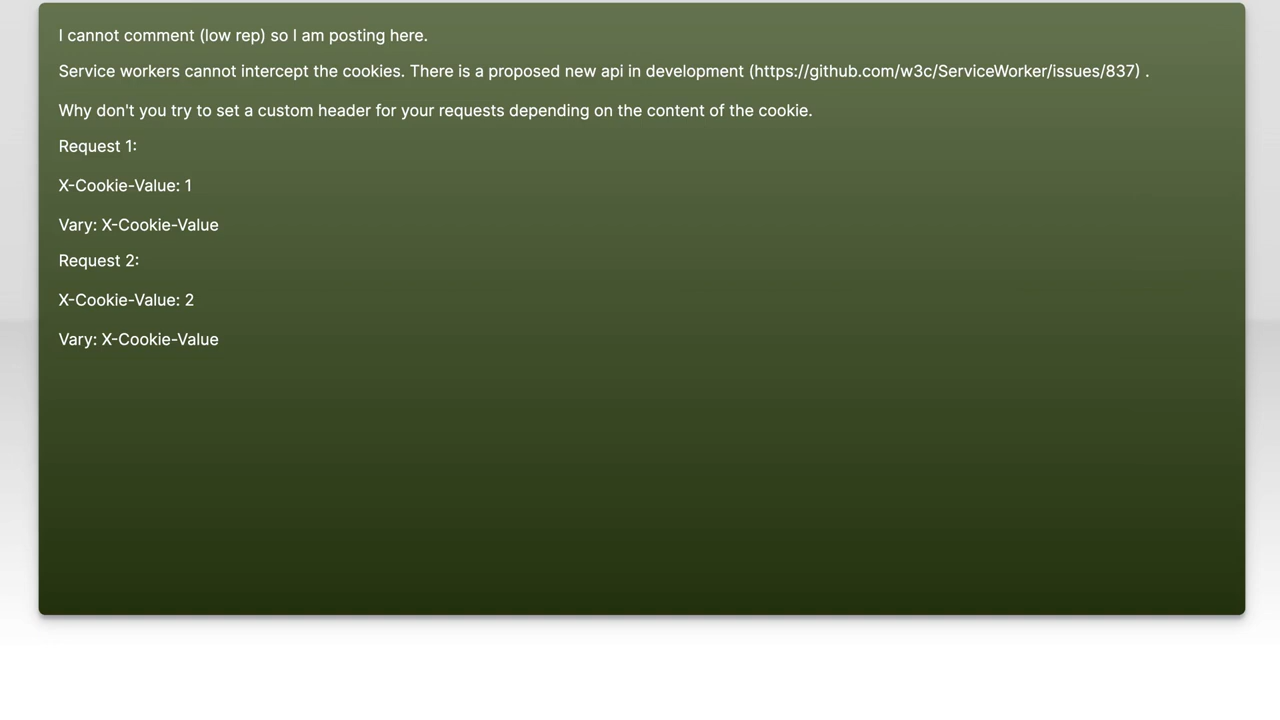 I cannot comment (low rep) so I am posting here.
Service workers cannot intercept the cookies. There is a proposed new api in development (https://github.com/w3c/ServiceWorker/issues/837) .
Why don't you try to set a custom header for your requests depending on the content of the cookie.
Request 1:
X-Cookie-Value: 1
Vary: X-Cookie-Value
Request 2:
X-Cookie-Value: 2
Vary: X-Cookie-Value